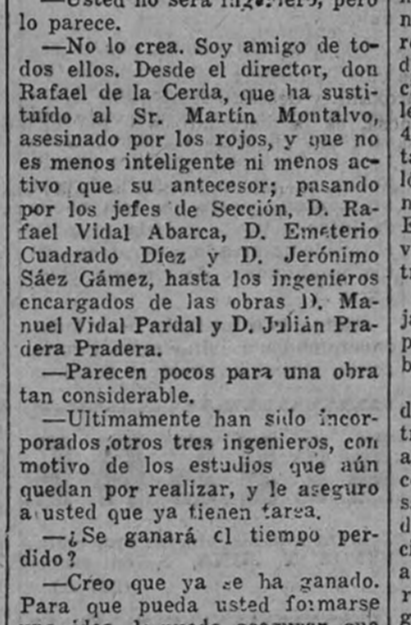 —Usted no será ingeniero, pero
lo parece.
—No lo crea. Soy amigo de to-
dos ellos. Desde el director, don
Rafael de la Cerda, que ha susti-
tuído al Sr. Martín Montalvo,
asesinado por los rojos, y que no
es menos inteligente ni menos ac-
tivo que su antecesor; pasando
por los jefes de Sección, D. Ra-
fael Vidal Abarca, D. Emeterio
Cuadrado Díez y D. Jerónimo
Sáez Gámez, hasta los ingenieros
encargados de las obras D. Ma-
nuel Vidal Pardal y D. Julián Pra-
dera Pradera.
—Parecen pocos para una obra
tan considerable.
—Ultimamente han sido incor-
porados otros tres ingenieros, con
motivo de los estudios que aún
quedan por realizar, y le aseguro
a usted que ya tienen tarea.
—¿Se ganará el tiempo per-
dido?
—Creo que ya se ha ganado.
Para que pueda usted formarse